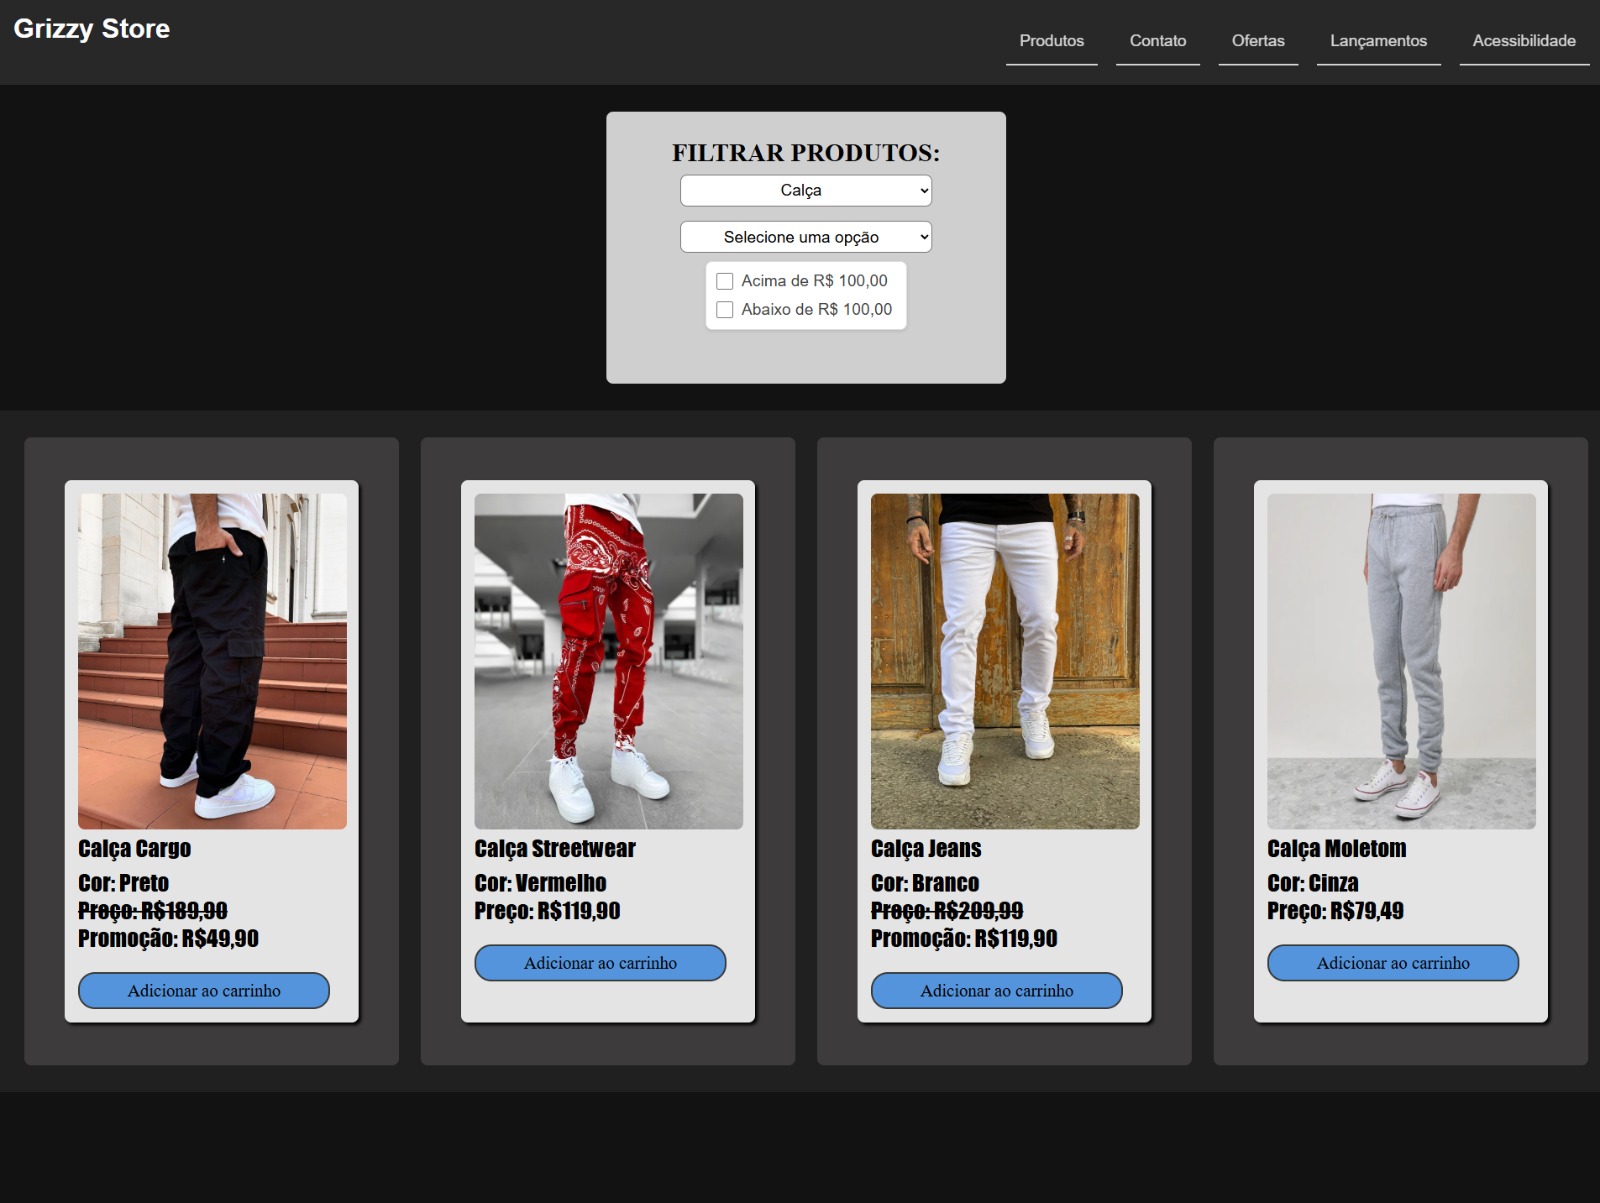 Grizzy Store
Produtos Contato Ofertas Lançamentos Acessibilidade
FILTRAR PRODUTOS:
Calça
Selecione uma opção
Acima de R$ 100,00
Abaixo de R$ 100,00
Calça Cargo
Cor: Preto
Preço: R$189,90
Promoção: R$49,90
Adicionar ao carrinho
Calça Streetwear
Cor: Vermelho
Preço: R$119,90
Adicionar ao carrinho
Calça Jeans
Cor: Branco
Preço: R$209,99
Promoção: R$119,90
Adicionar ao carrinho
Calça Moletom
Cor: Cinza
Preço: R$79,49
Adicionar ao carrinho